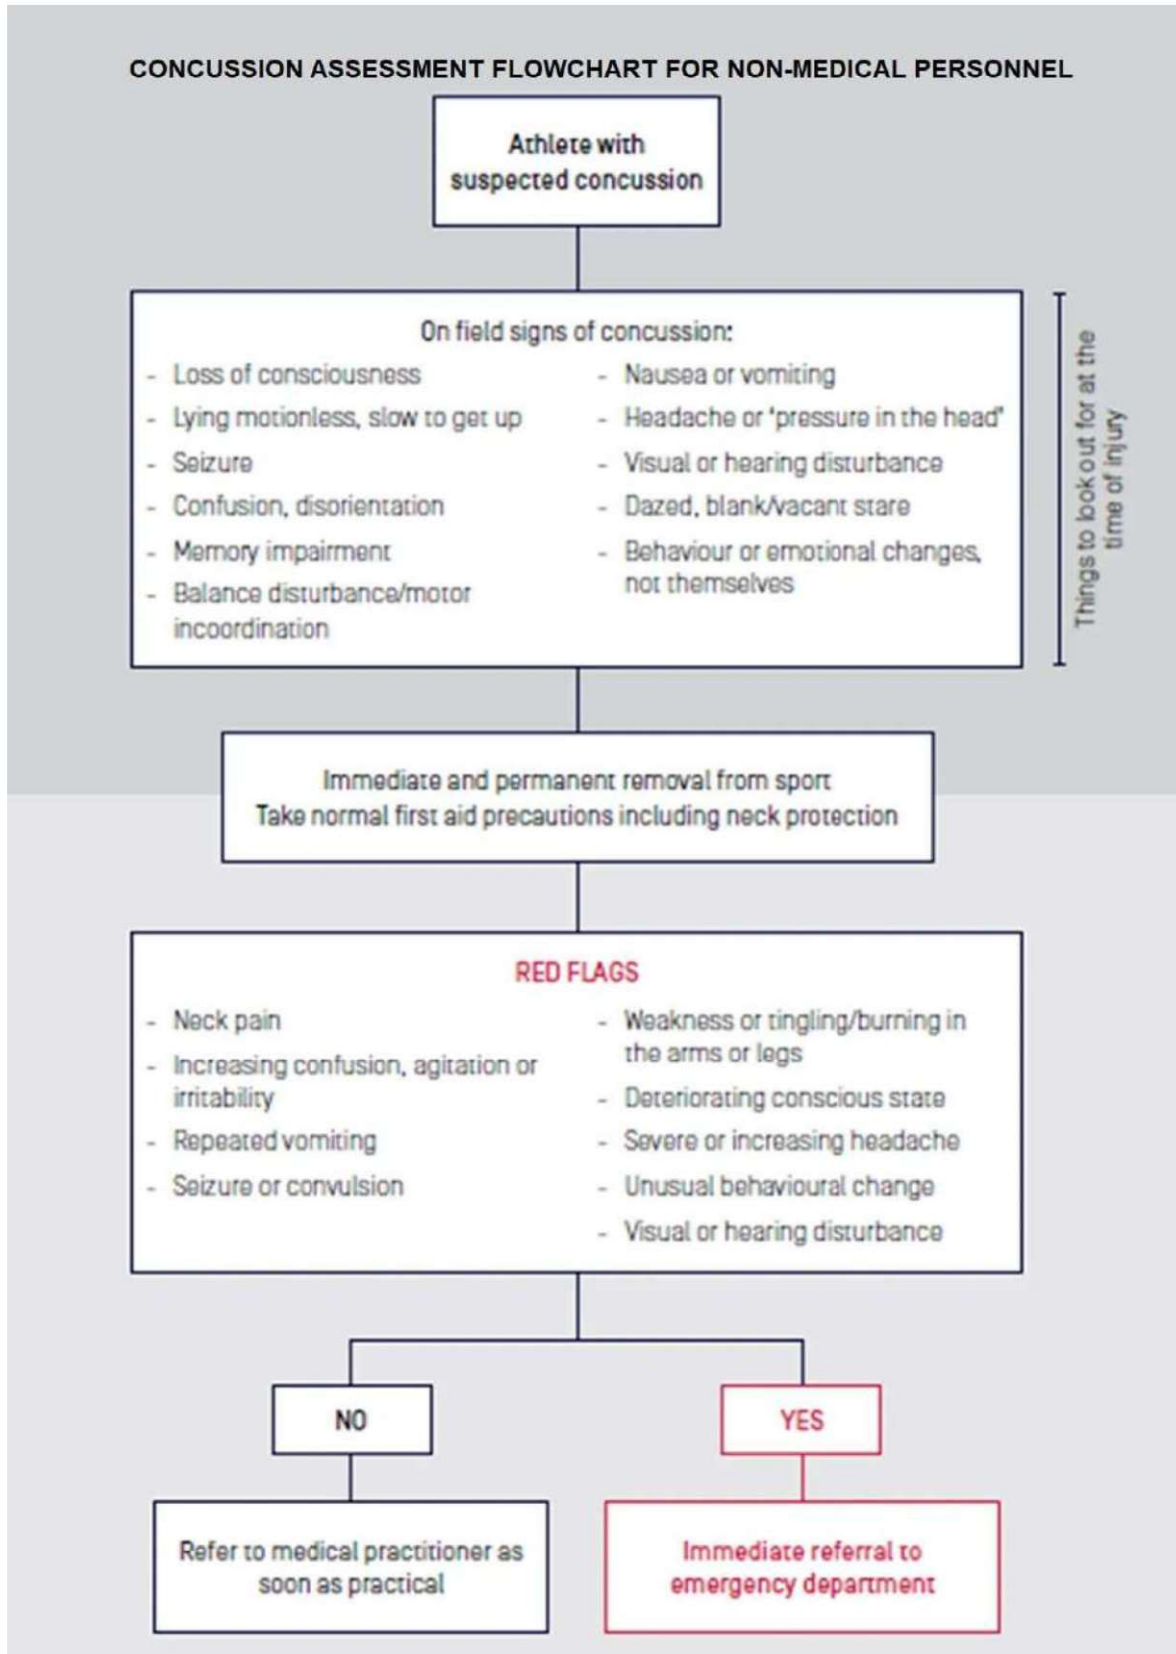 CONCUSSION ASSESSMENT FLOWCHART FOR NON-MEDICAL PERSONNEL
Athlete with
suspected concussion
On field signs of concussion:
- Loss of consciousness
- Lying motionless, slow to get up
- Seizure
- Confusion, disorientation
- Memory impairment
- Balance disturbance/motor
incoordination
- Nausea or vomiting
- Headache or 'pressure in the head'
- Visual or hearing disturbance
- Dazed, blank/vacant stare
- Behaviour or emotional changes,
not themselves
Things to lookout for at the
time of injury
Immediate and permanent removal from sport
Take normal first aid precautions including neck protection
RED FLAGS
- Neck pain
- Increasing confusion, agitation or
irritability
- Repeated vomiting
- Seizure or convulsion
- Weakness or tingling/burning in
the arms or legs
- Deteriorating conscious state
- Severe or increasing headache
- Unusual behavioural change
- Visual or hearing disturbance
NO
YES
Refer to medical practitioner as
soon as practical
Immediate referral to
emergency department